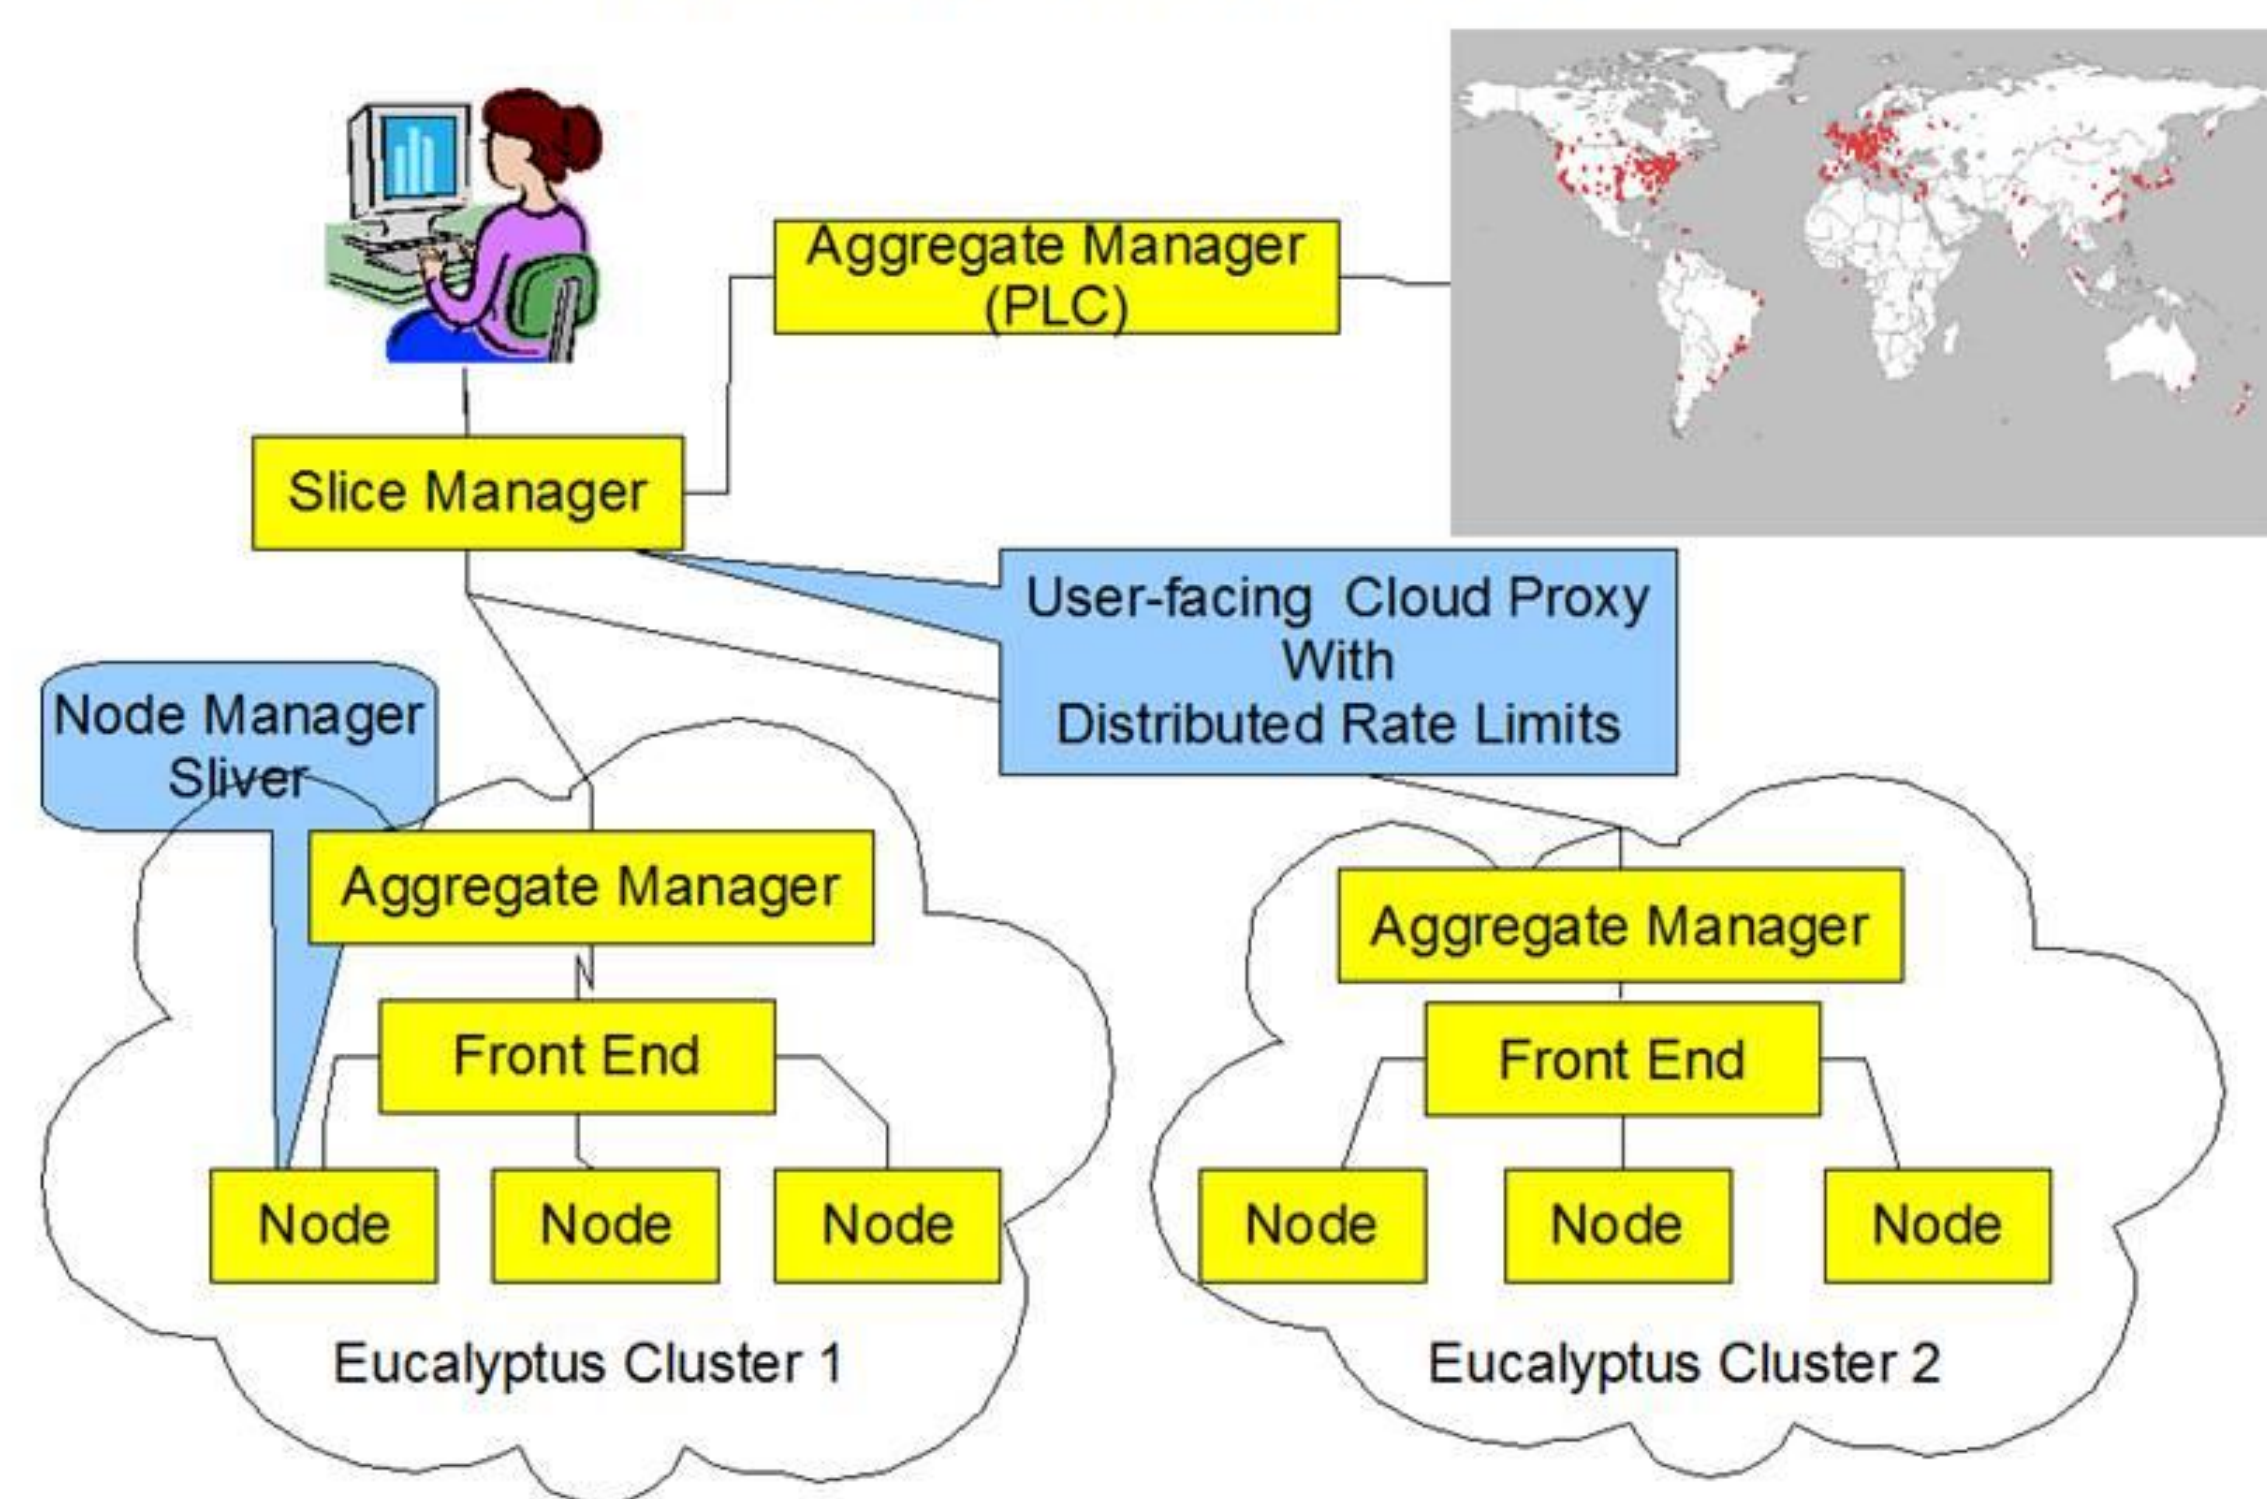 Aggregate Manager
(PLC)
Slice Manager
User-facing Cloud Proxy
With
Distributed Rate Limits
Node Manager
Sliver
Aggregate Manager
Front End
Node Node Node
Eucalyptus Cluster 1
Aggregate Manager
Front End
Node Node Node
Eucalyptus Cluster 2